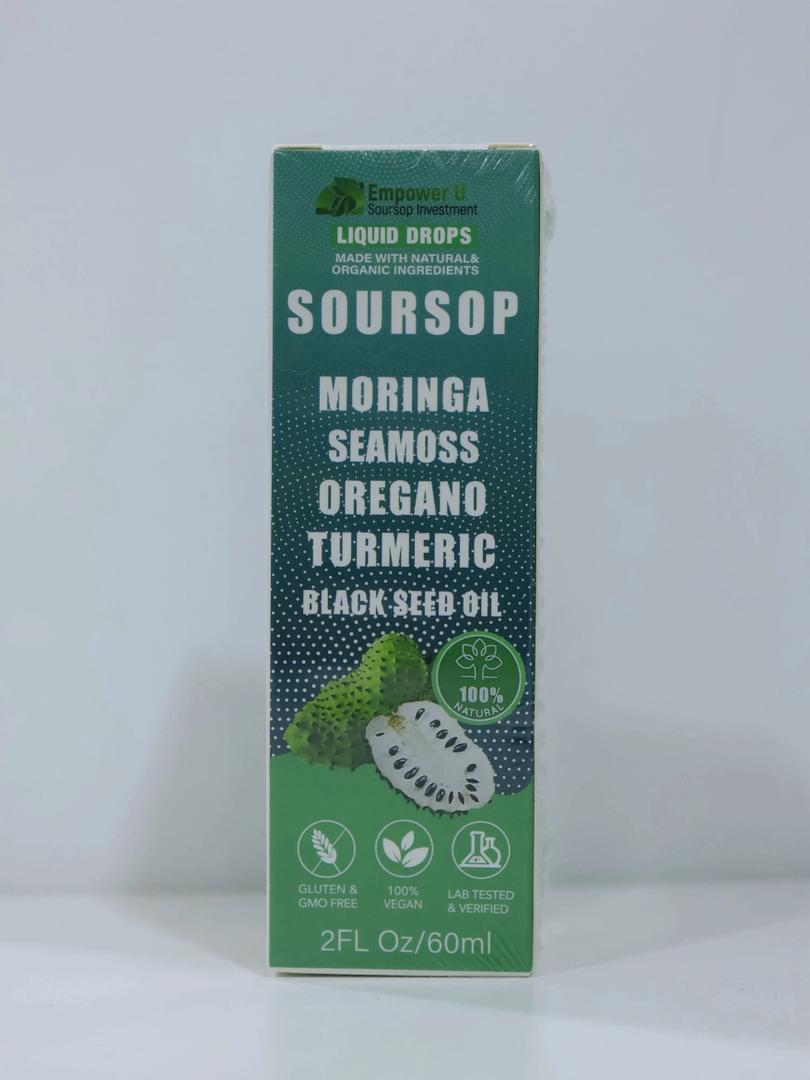 Empower U
Soursop Investment
LIQUID DROPS
MADE WITH NATURAL&
ORGANIC INGREDIENTS
SOURSOP
MORINGA
SEAMOSS
OREGANO
TURMERIC
BLACK SEED OIL
100%
NATURAL
GLUTEN &
GMO FREE
100%
VEGAN
LAB TESTED
& VERIFIED
2FL Oz/60ml